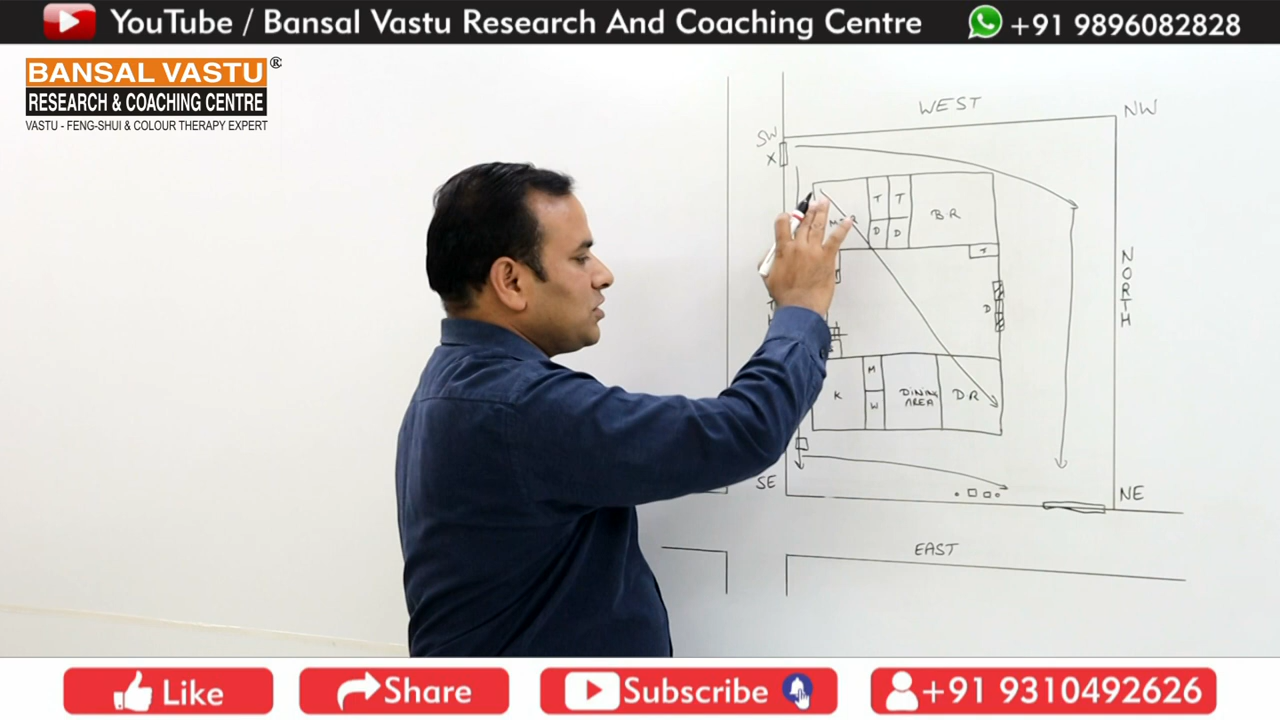 YouTube / Bansal Vastu Research And Coaching Centre +91 9896082828
BANSAL VASTU ®
RESEARCH & COACHING CENTRE
VASTU - FENG-SHUI & COLOUR THERAPY EXPERT
WEST
NW
SW
X
T T
D D
BR
T
NORTH
D
K
M
W
DINING
AREA
DR
SE
NE
EAST
Like
Share
Subscribe
+91 9310492626